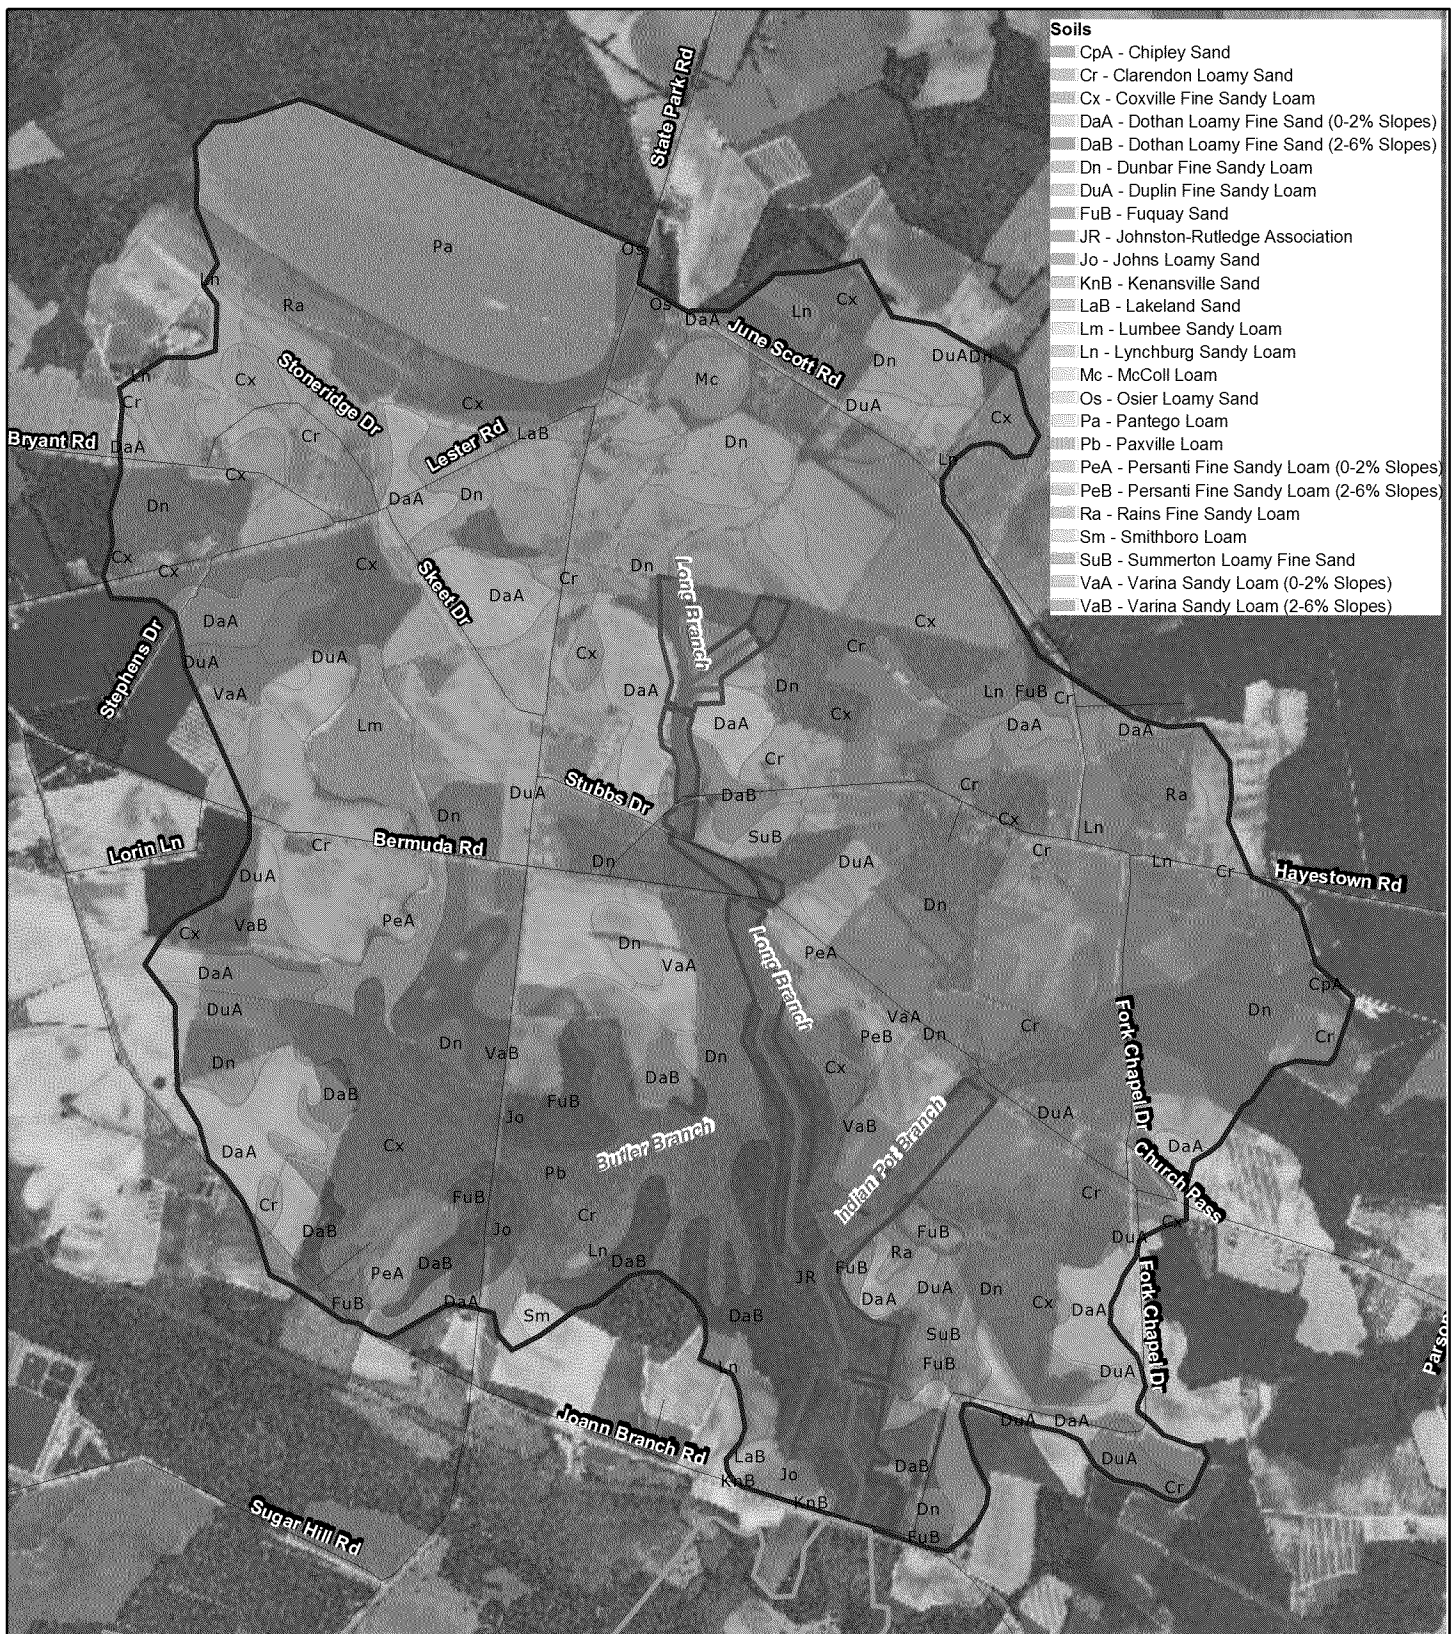 Soils
CpA - Chipley Sand
Cr - Clarendon Loamy Sand
Cx - Coxville Fine Sandy Loam
DaA - Dothan Loamy Fine Sand (0-2% Slopes)
DaB - Dothan Loamy Fine Sand (2-6% Slopes)
Dn - Dunbar Fine Sandy Loam
DuA - Duplin Fine Sandy Loam
FuB - Fuquay Sand
JR - Johnston-Rutledge Association
Jo - Johns Loamy Sand
KnB - Kenansville Sand
LaB - Lakeland Sand
Lm - Lumbee Sandy Loam
Ln - Lynchburg Sandy Loam
Mc - McColl Loam
Os - Osier Loamy Sand
Pa - Pantego Loam
Pb - Paxville Loam
PeA - Persanti Fine Sandy Loam (0-2% Slopes)
PeB - Persanti Fine Sandy Loam (2-6% Slopes)
Ra - Rains Fine Sandy Loam
Sm - Smithboro Loam
SuB - Summerton Loamy Fine Sand
VaA - Varina Sandy Loam (0-2% Slopes)
VaB - Varina Sandy Loam (2-6% Slopes)
State Park Rd
Pa
Os
Ln
Ra
Os
DaA
Ln
Cx
June Scott Rd
Dn
DuA
Dn
Ln
Cx
Stoneridge Dr
Mc
Cr
Cx
DuA
Cx
Bryant Rd
DaA
Cr
Lester Rd
LaB
Dn
Ln
Cx
Dn
DaA
Dn
Cx
Cx
Cx
Skeet Dr
DaA
Cr
Dn
Long Branch
DaA
Cx
Stephens Dr
DuA
DuA
Cx
Cr
VaA
DaA
Dn
Ln
FuB
Cr
Lm
DaA
Cx
DaA
DaA
Cr
Stubbs Dr
DuA
DaB
Cr
Ra
Dn
Cx
Ln
Lorin Ln
Cr
Bermuda Rd
SuB
Dn
DuA
Cr
Ln
Cr
Hayestown Rd
DuA
Dn
Cx
VaB
PeA
Dn
VaA
Long Branch
PeA
DaA
CpA
DuA
VaA
Dn
Dn
PeB
Dn
Cr
Cr
Fork Chapel Dr
Dn
VaB
Dn
Cx
DaB
DaB
FuB
Jo
DuA
VaB
Indian Pot Branch
Butler Branch
DaA
Cx
DaA
Church Pass
Pb
Cr
FuB
Cr
Cr
Cx
DaB
Jo
FuB
DuA
Ln
DaB
Ra
PeA
DaB
JR
FuB
Fork Chapel Dr
DuA
Dn
FuB
DaA
Sm
DaB
DaA
Cx
DaA
SuB
Ln
FuB
DuA
Joann Branch Rd
DuA
DaA
LaB
Jo
DaB
DuA
KnB
Cr
KnB
Dn
Sugar Hill Rd
FuB